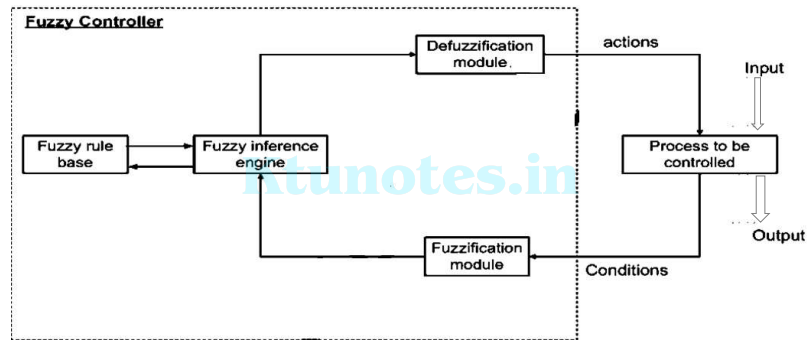 Fuzzy Controller
Defuzzification
module.
actions
Input
Fuzzy rule
base
Fuzzy inference
engine
Process to be
controlled
Ktunotes.in
Fuzzification
module
Conditions
Output